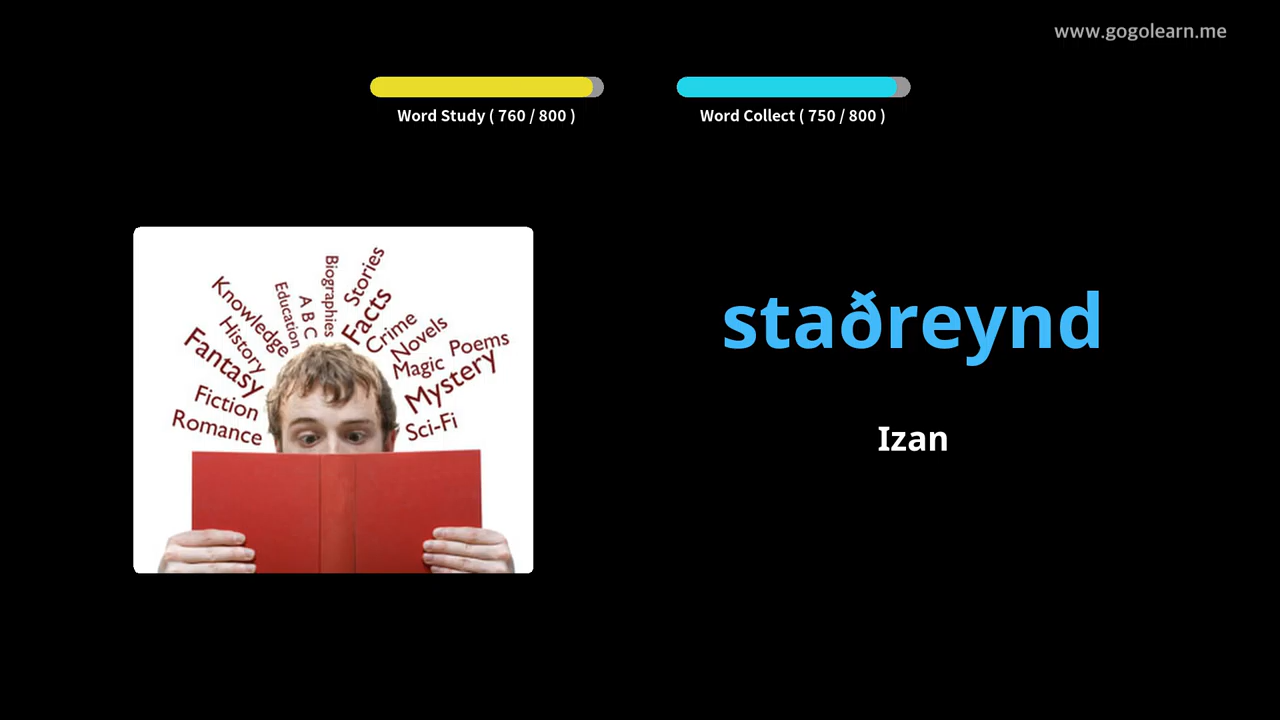 www.gogolearn.me
Word Study ( 760 / 800 )
Word Collect ( 750 / 800 )
Stories
Biographies
Facts
A B C
Education
Knowledge
Crime
History
Novels
Poems
Fantasy
Magic
Mystery
Fiction
Romance
Sci-Fi
staðreynd
Izan